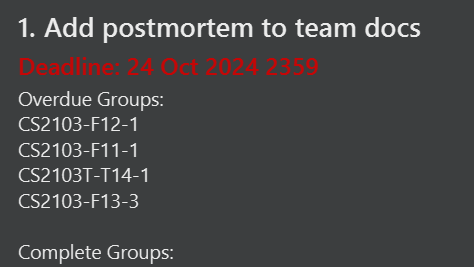 1. Add postmortem to team docs
Deadline: 24 Oct 2024 2359
Overdue Groups:
CS2103-F12-1
CS2103-F11-1
CS2103T-T14-1
CS2103-F13-3
Complete Groups: